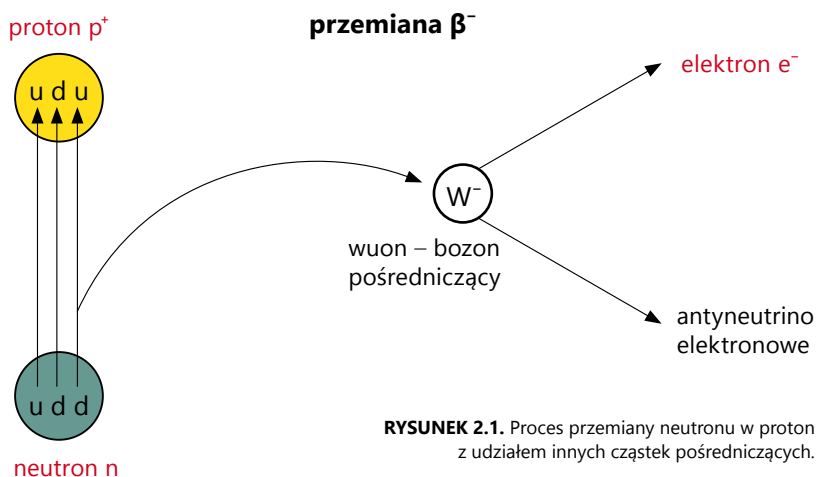 przemiana β⁻
proton p⁺
u d u
elektron e⁻
W⁻
wuon – bozon
pośredniczący
antyneutrino
elektronowe
u d d
neutron n
RYSUNEK 2.1. Proces przemiany neutronu w proton
z udziałem innych cząstek pośredniczących.